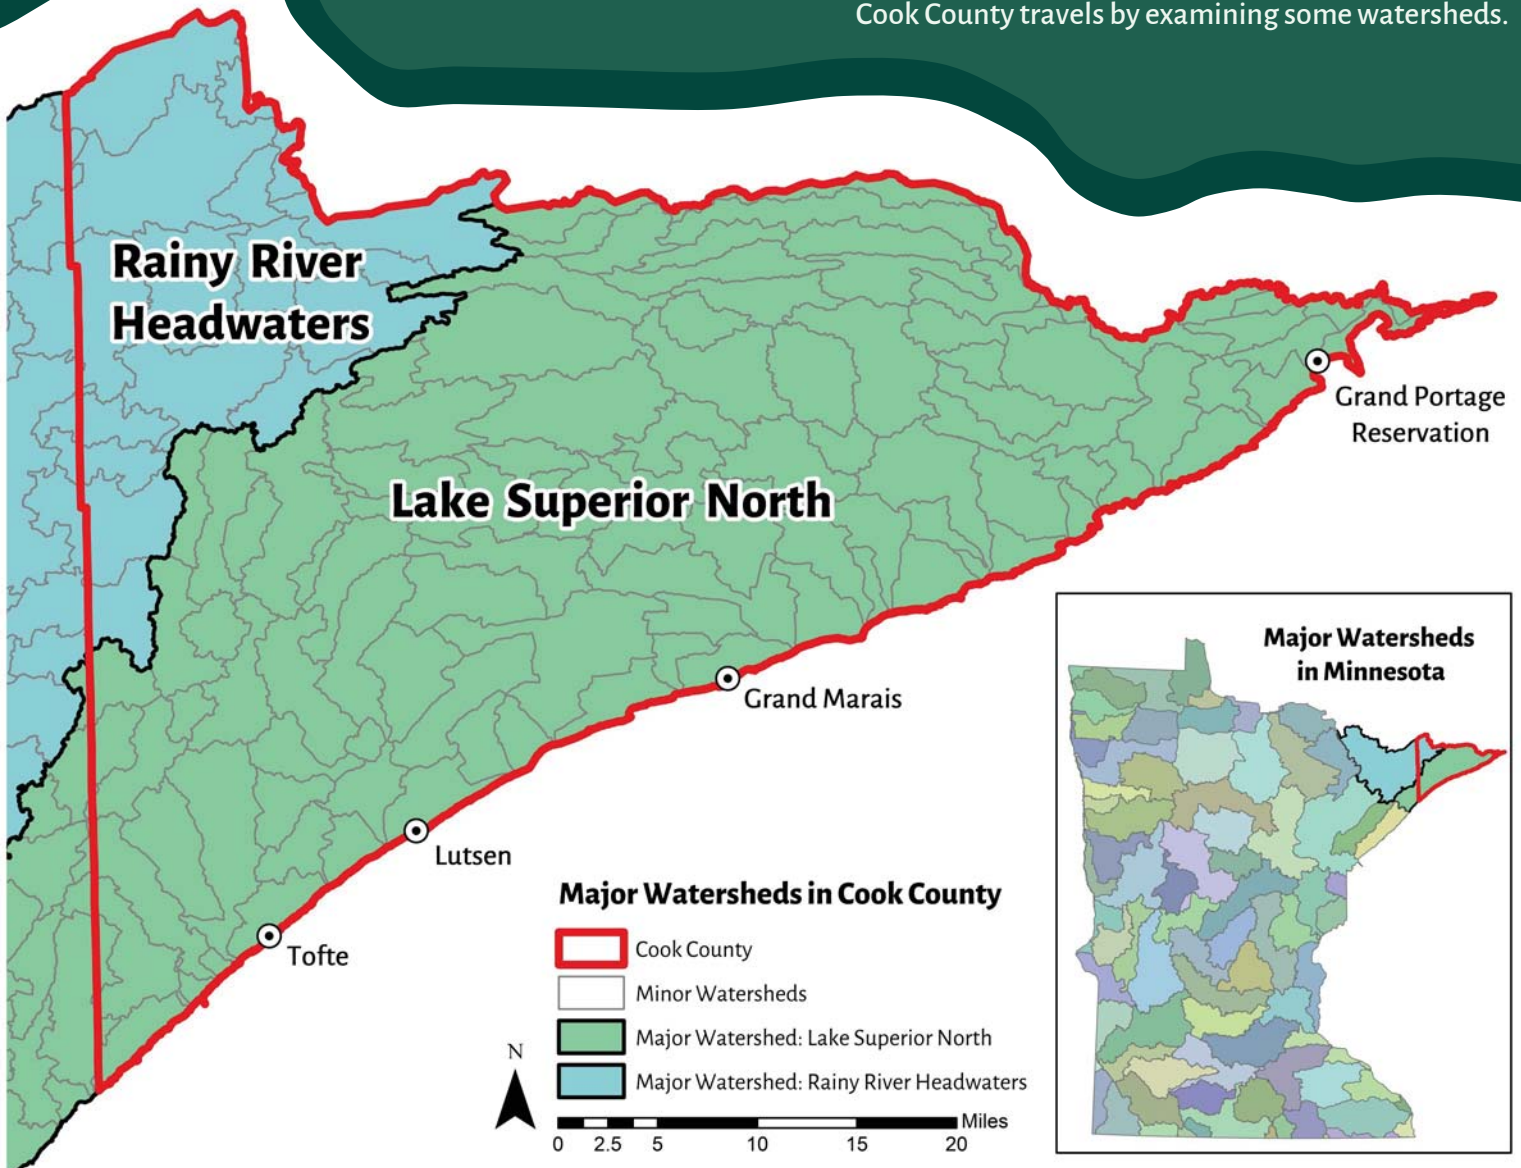 Cook County travels by examining some watersheds.
Rainy River
Headwaters
Lake Superior North
Grand Portage
Reservation
Grand Marais
Lutsen
Tofte
Major Watersheds in Cook County
Cook County
Minor Watersheds
Major Watershed: Lake Superior North
Major Watershed: Rainy River Headwaters
N
Miles
0 2.5 5 10 15 20
Major Watersheds
in Minnesota